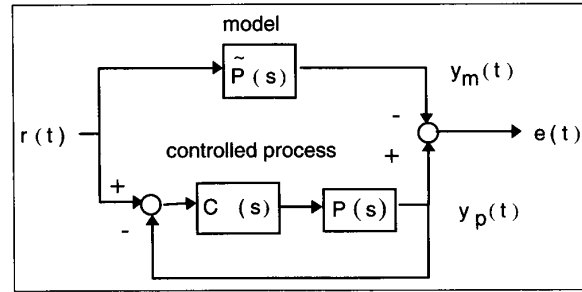 model
~
P (s)
y_m(t)
-
r (t)
+
e (t)
controlled process
+
C (s)
P (s)
y_p(t)
-